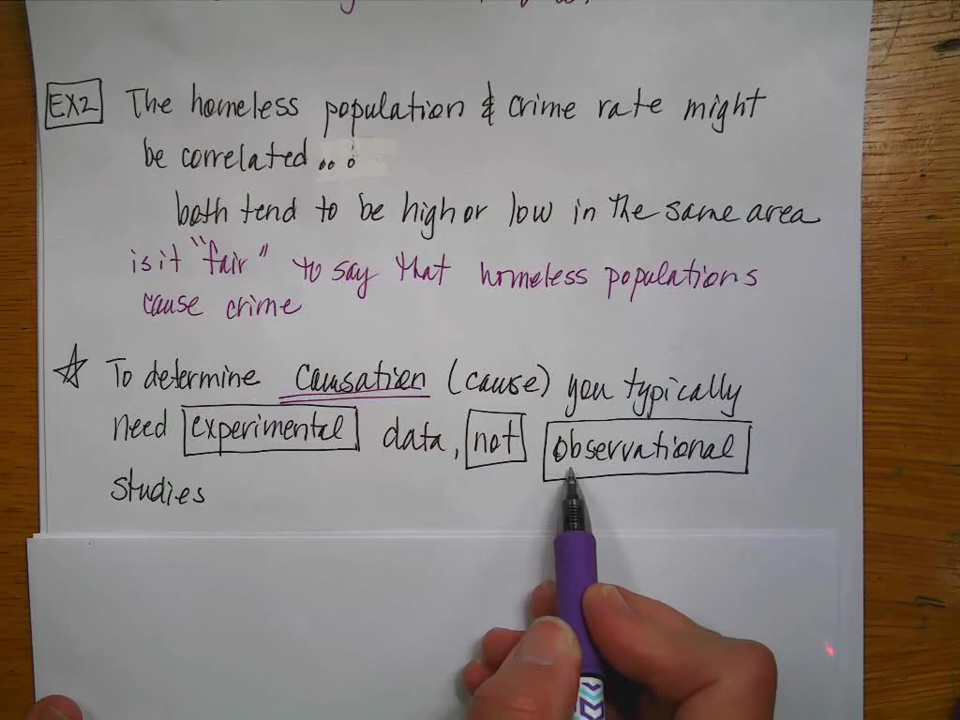 EX2 The homeless population & crime rate might
be correlated...
both tend to be high or low in the same area
is it "fair" to say that homeless populations
cause crime
☆ To determine causation (cause) you typically
need experimental data, not observational
studies